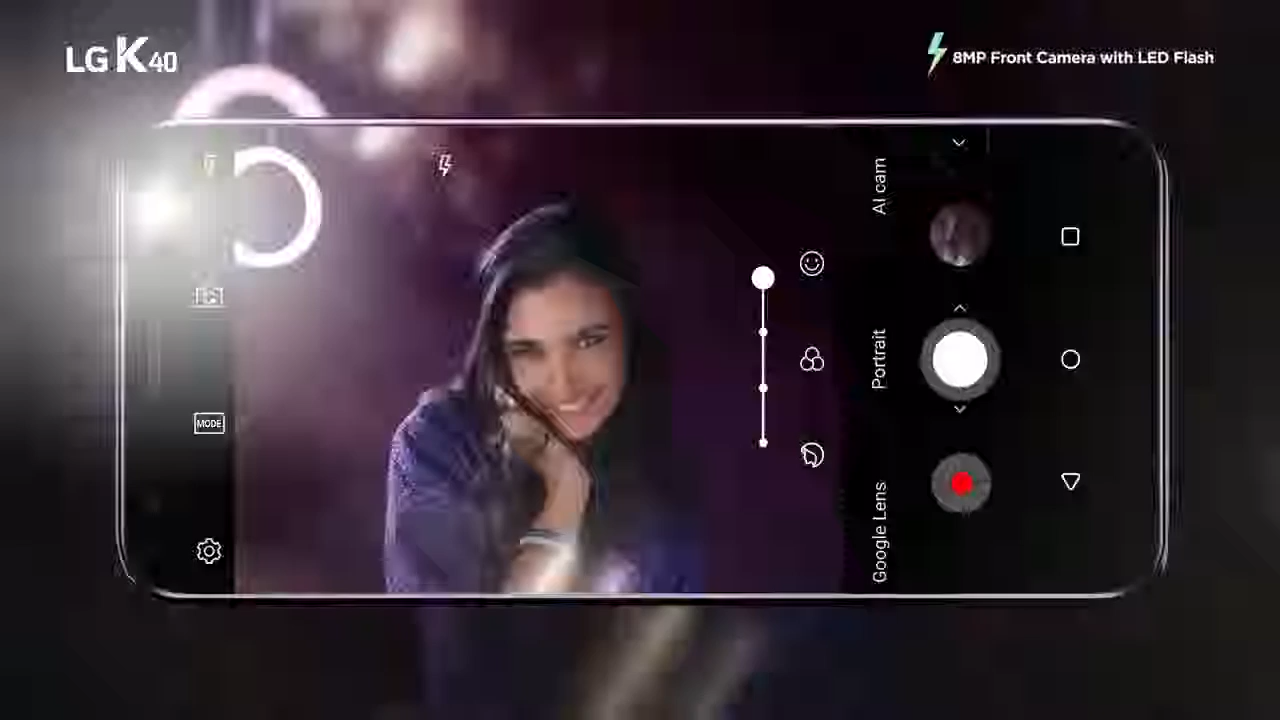 LG K40
8MP Front Camera with LED Flash
AI cam
Portrait
MODE
Google Lens